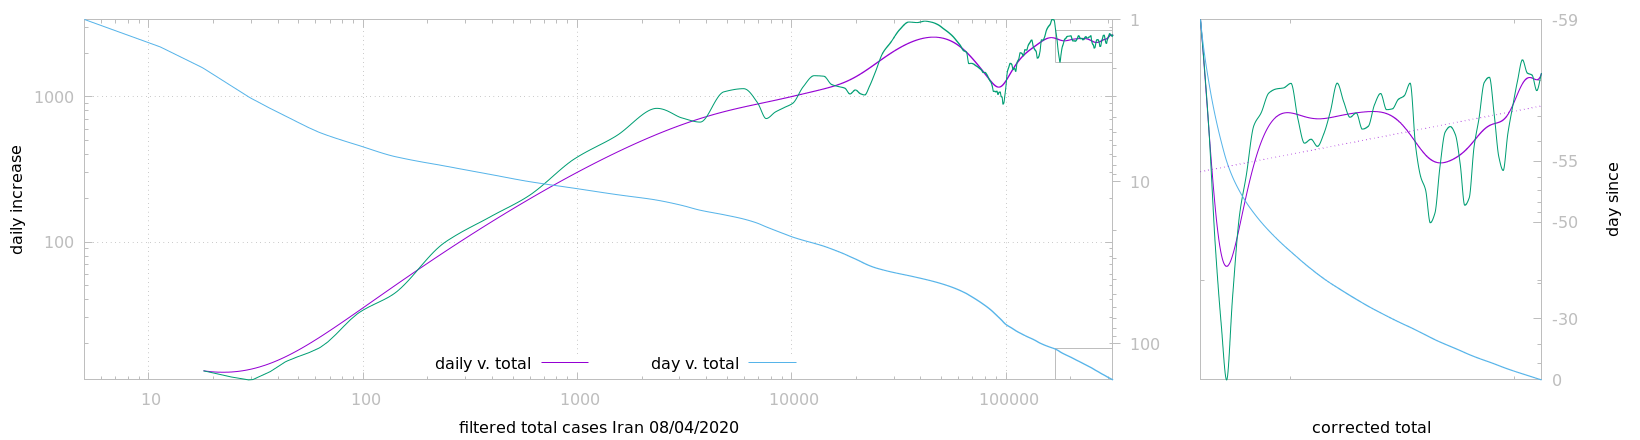 1
-59
1000
daily increase
10
-55
-50
day since
100
-30
daily v. total
day v. total
100
0
10
100
1000
10000
100000
filtered total cases Iran 08/04/2020
corrected total